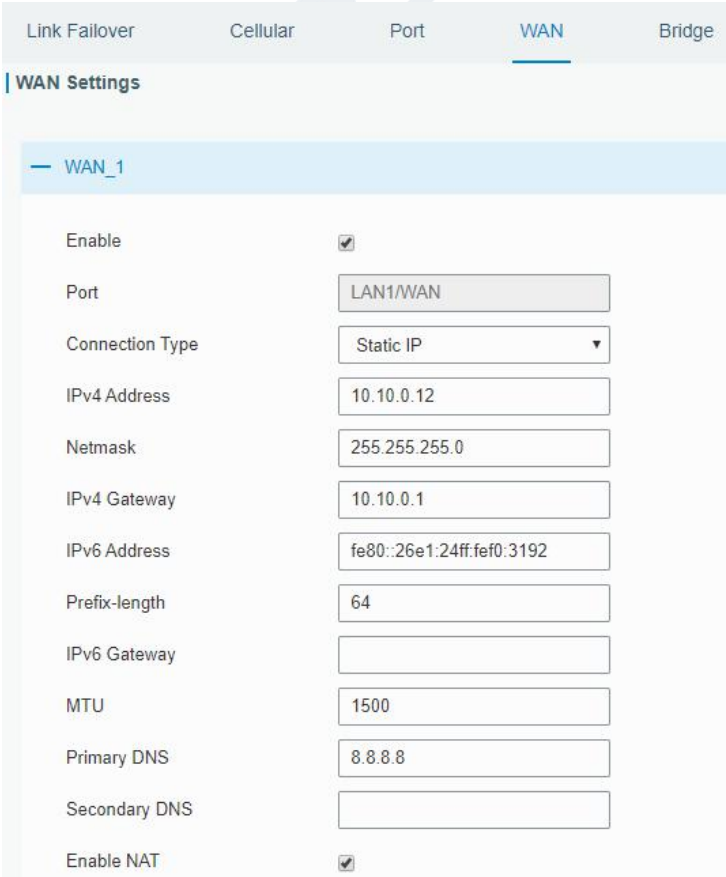 Link Failover Cellular Port WAN Bridge
WAN Settings
WAN_1
Enable
Port LAN1/WAN
Connection Type Static IP
IPv4 Address 10.10.0.12
Netmask 255.255.255.0
IPv4 Gateway 10.10.0.1
IPv6 Address fe80::26e1:24ff:fef0:3192
Prefix-length 64
IPv6 Gateway
MTU 1500
Primary DNS 8.8.8.8
Secondary DNS
Enable NAT